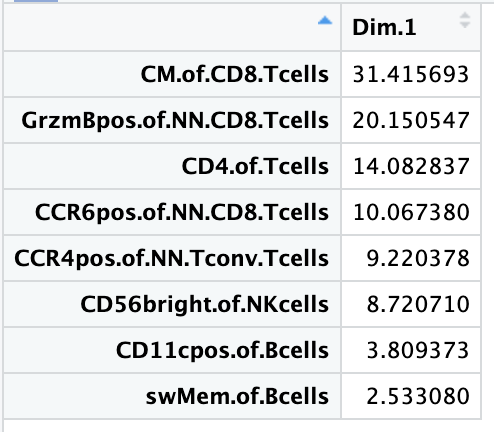 Dim.1
CM.of.CD8.Tcells 31.415693
GrzmBpos.of.NN.CD8.Tcells 20.150547
CD4.of.Tcells 14.082837
CCR6pos.of.NN.CD8.Tcells 10.067380
CCR4pos.of.NN.Tconv.Tcells 9.220378
CD56bright.of.NKcells 8.720710
CD11cpos.of.Bcells 3.809373
swMem.of.Bcells 2.533080